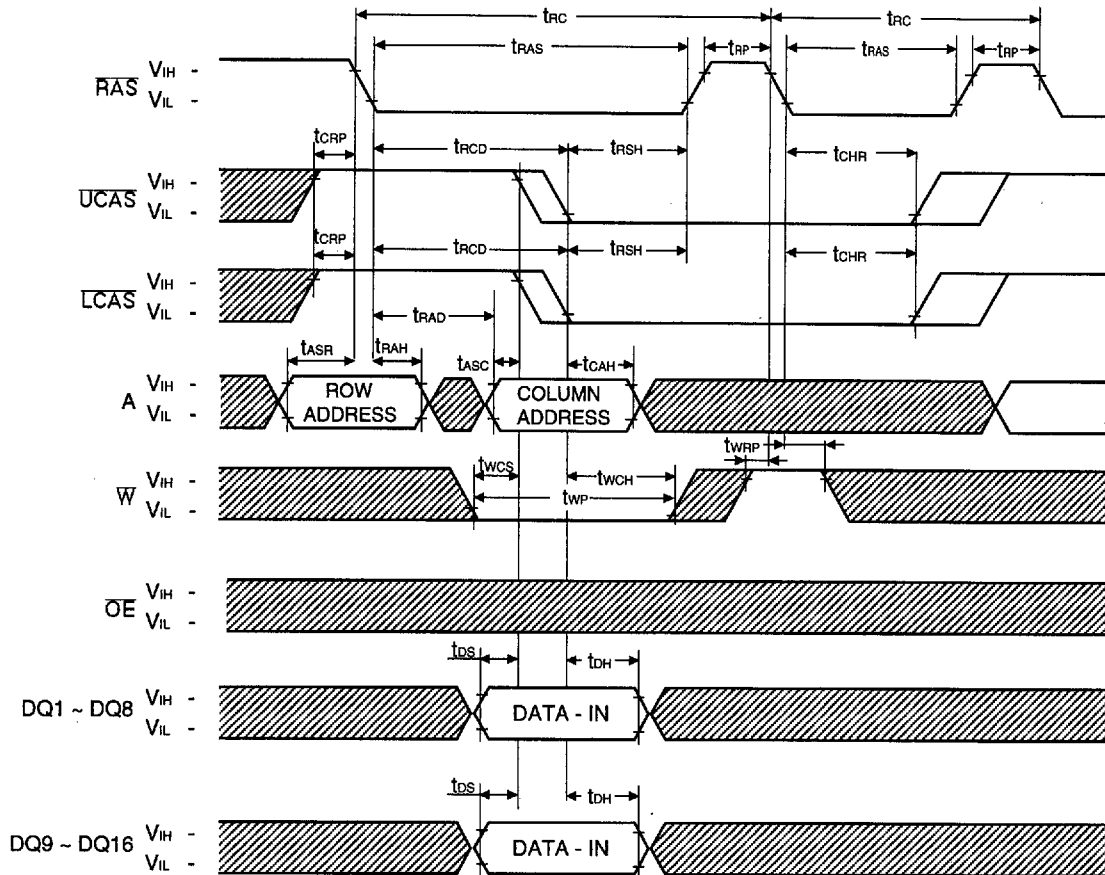 tRC tRC
tRAS tRP tRAS tRP
RAS VIH -
VIL -
tCRP tRCD tRSH tCHR
UCAS VIH -
VIL -
tCRP tRCD tRSH tCHR
LCAS VIH -
VIL -
tRAD
tASR tRAH tASC tCAH
A VIH -
VIL -
ROW ADDRESS
COLUMN ADDRESS
tWRP
tWCS tWCH
tWP
W VIH -
VIL -
OE VIH -
VIL -
tDS tDH
DQ1 ~ DQ8 VIH -
VIL -
DATA - IN
tDS tDH
DQ9 ~ DQ16 VIH -
VIL -
DATA - IN